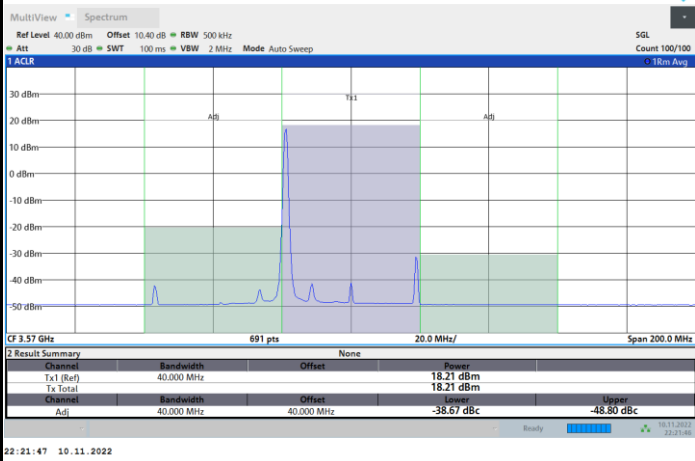 MultiView Spectrum
Ref Level 40.00 dBm Offset 10.40 dB RBW 500 kHz SGL
Att 30 dB SWT 100 ms VBW 2 MHz Mode Auto Sweep Count 100/100
1 ACLR 1Rm Avg
30 dBm
Tx1
20 dBm Adj Adj
10 dBm
0 dBm
-10 dBm
-20 dBm
-30 dBm
-40 dBm
-50 dBm
CF 3.57 GHz 691 pts 20.0 MHz/ Span 200.0 MHz
2 Result Summary None
Channel Bandwidth Offset Power
Tx1 (Ref) 40.000 MHz 18.21 dBm
Tx Total 18.21 dBm
Channel Bandwidth Offset Lower Upper
Adj 40.000 MHz 40.000 MHz -38.67 dBc -48.80 dBc
Ready 10.11.2022
22:21:46
22:21:47 10.11.2022